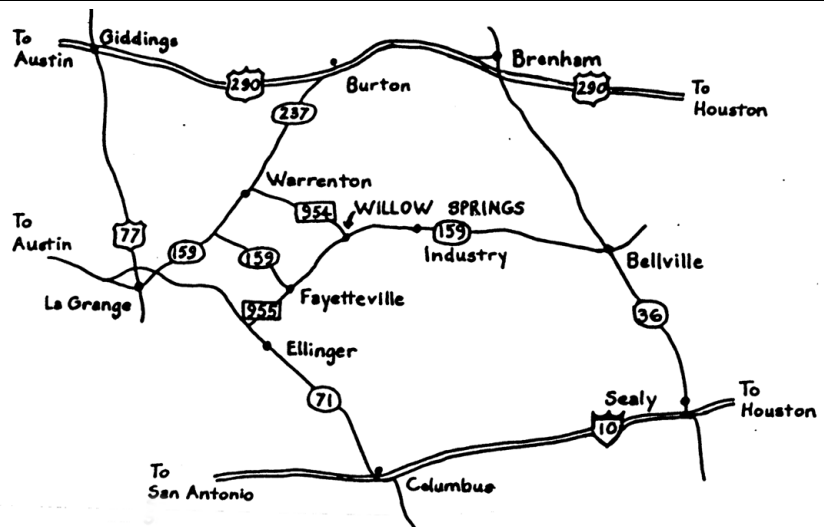 To
Austin
Giddings
290
Burton
Brenham
290
To
Houston
237
Warrenton
954
WILLOW SPRINGS
To
Austin
77
159
159
159
Industry
Bellville
La Grange
Fayetteville
955
36
Ellinger
71
Sealy
10
To
Houston
To
San Antonio
Columbus